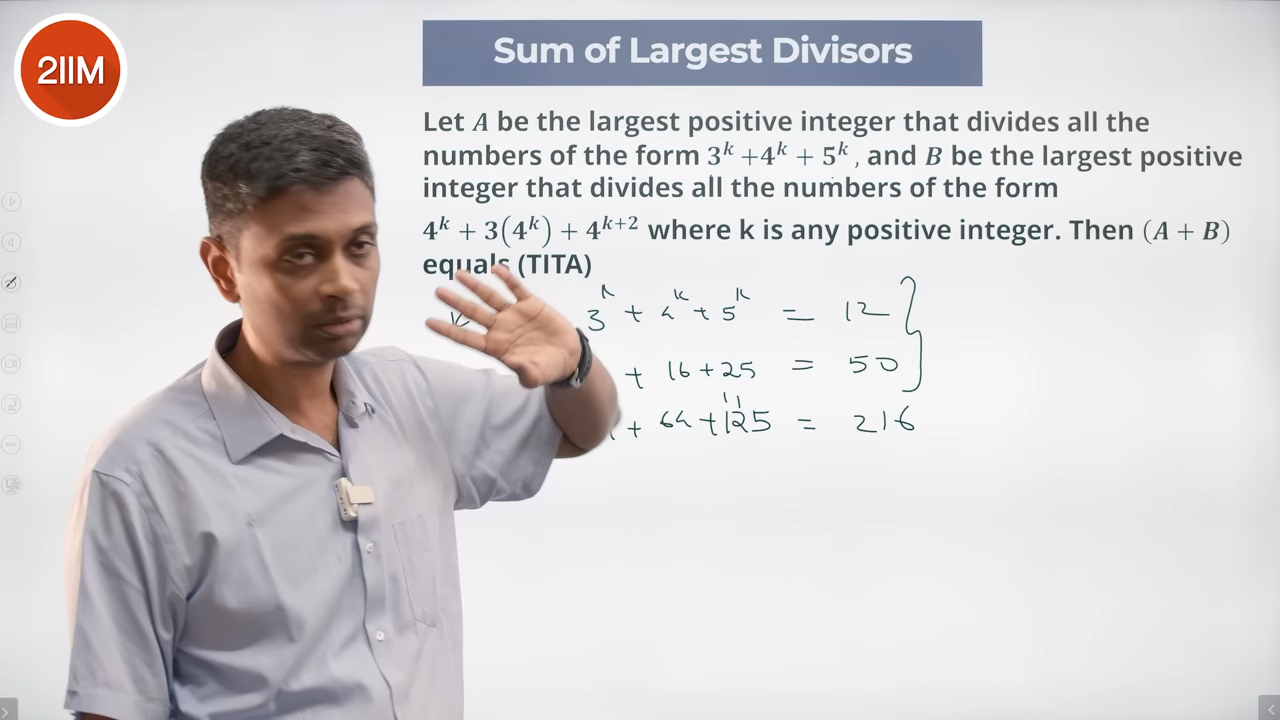 2IIM
Sum of Largest Divisors
Let A be the largest positive integer that divides all the
numbers of the form 3^k +4^k + 5^k , and B be the largest positive
integer that divides all the numbers of the form
4^k + 3(4^k) + 4^{k+2} where k is any positive integer. Then (A + B)
equals (TITA)
k 3^k + 4^k + 5^k = 12
+ 16 + 25 = 50
+ 64 + 125 = 216